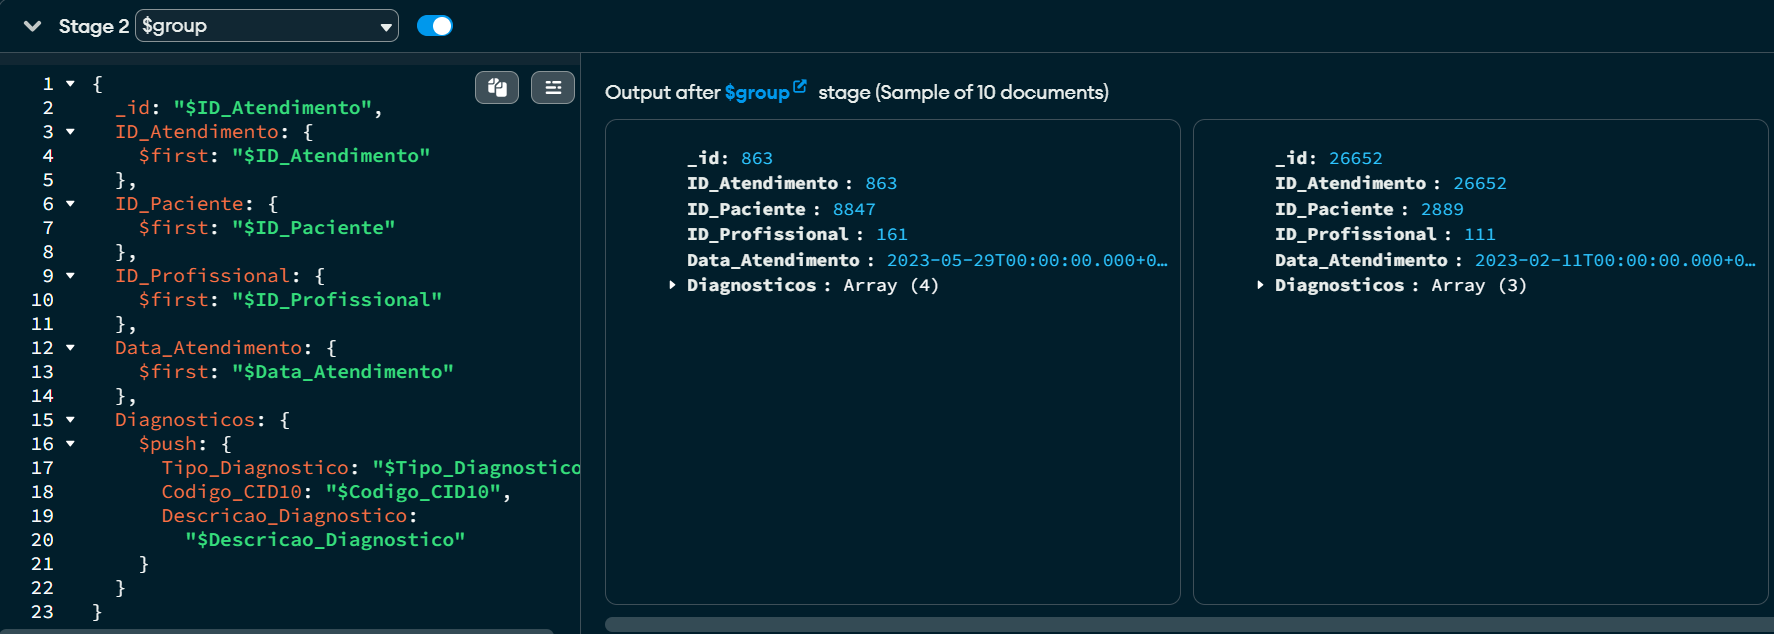 Stage 2 $group
1 {
2 _id: "$ID_Atendimento",
3 ID_Atendimento: {
4 $first: "$ID_Atendimento"
5 },
6 ID_Paciente: {
7 $first: "$ID_Paciente"
8 },
9 ID_Profissional: {
10 $first: "$ID_Profissional"
11 },
12 Data_Atendimento: {
13 $first: "$Data_Atendimento"
14 },
15 Diagnosticos: {
16 $push: {
17 Tipo_Diagnostico: "$Tipo_Diagnostico
18 Codigo_CID10: "$Codigo_CID10",
19 Descricao_Diagnostico:
20 "$Descricao_Diagnostico"
21 }
22 }
23 }
Output after $group stage (Sample of 10 documents)
_id: 863
ID_Atendimento : 863
ID_Paciente : 8847
ID_Profissional : 161
Data_Atendimento : 2023-05-29T00:00:00.000+0…
Diagnosticos : Array (4)
_id: 26652
ID_Atendimento : 26652
ID_Paciente : 2889
ID_Profissional : 111
Data_Atendimento : 2023-02-11T00:00:00.000+0…
Diagnosticos : Array (3)